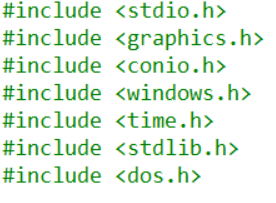 #include <stdio.h>
#include <graphics.h>
#include <conio.h>
#include <windows.h>
#include <time.h>
#include <stdlib.h>
#include <dos.h>